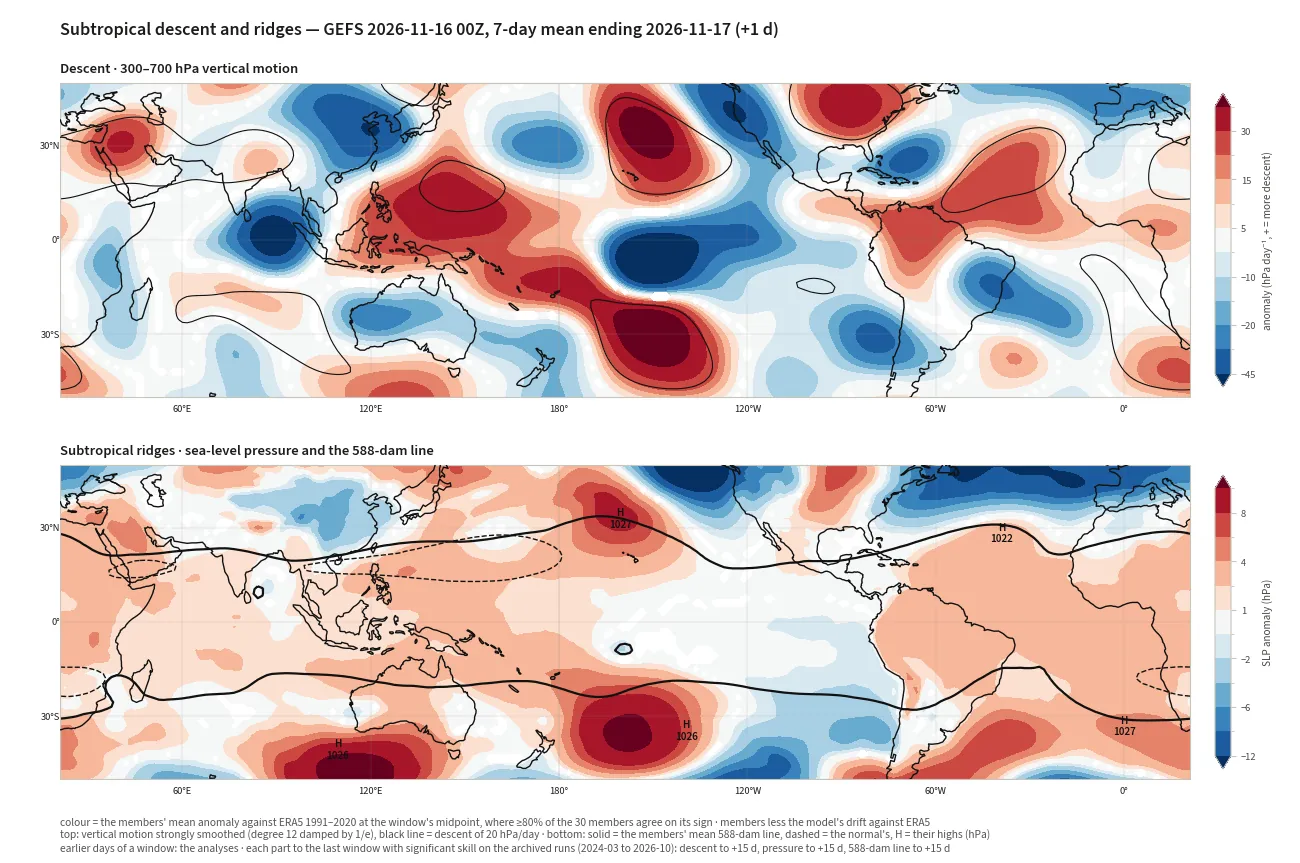 Subtropical descent and ridges — GEFS 2026-11-16 00Z, 7-day mean ending 2026-11-17 (+1 d)
Descent · 300–700 hPa vertical motion
30°N
0°
30°S
60°E
120°E
180°
120°W
60°W
0°
30
15
5
−10
−20
−45
anomaly (hPa day⁻¹, + = more descent)
Subtropical ridges · sea-level pressure and the 588-dam line
H
1027
H
1022
H
1026
H
1026
H
1027
30°N
0°
30°S
60°E
120°E
180°
120°W
60°W
0°
8
4
1
−2
−6
−12
SLP anomaly (hPa)
colour = the members' mean anomaly against ERA5 1991–2020 at the window's midpoint, where ≥80% of the 30 members agree on its sign · members less the model's drift against ERA5
top: vertical motion strongly smoothed (degree 12 damped by 1/e), black line = descent of 20 hPa/day · bottom: solid = the members' mean 588-dam line, dashed = the normal's, H = their highs (hPa)
earlier days of a window: the analyses · each part to the last window with significant skill on the archived runs (2024-03 to 2026-10): descent to +15 d, pressure to +15 d, 588-dam line to +15 d